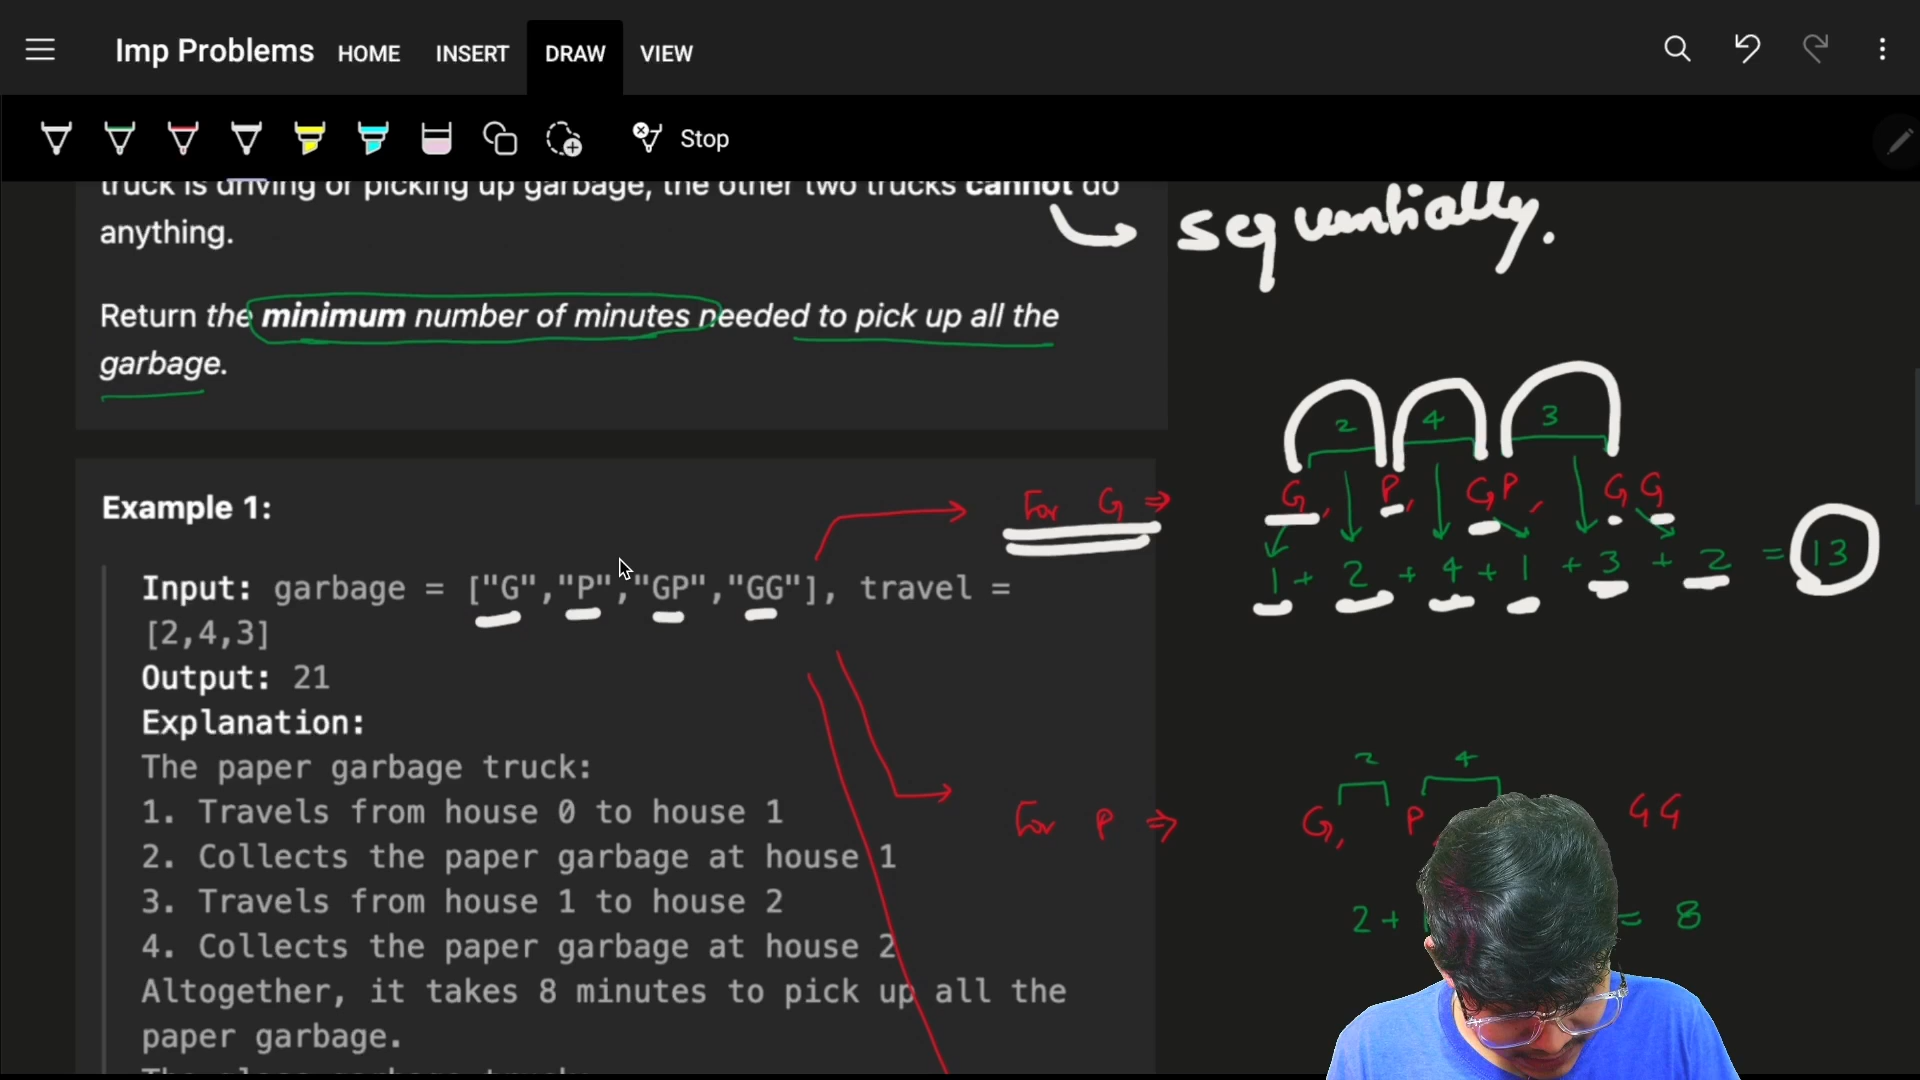 Imp Problems HOME INSERT DRAW VIEW
Stop
truck is driving or picking up garbage, the other two trucks cannot do
anything.
sequentially.
Return the minimum number of minutes needed to pick up all the
garbage.
2 4 3
Example 1:
For G ⇒ G, P, GP, GG
Input: garbage = ["G","P","GP","GG"], travel =
[2,4,3]
1 + 2 + 4 + 1 + 3 + 2 = 13
Output: 21
Explanation:
The paper garbage truck:
1. Travels from house 0 to house 1
2. Collects the paper garbage at house 1
3. Travels from house 1 to house 2
4. Collects the paper garbage at house 2
Altogether, it takes 8 minutes to pick up all the
paper garbage.
2 4
For P ⇒ G, P GG
2 + = 8